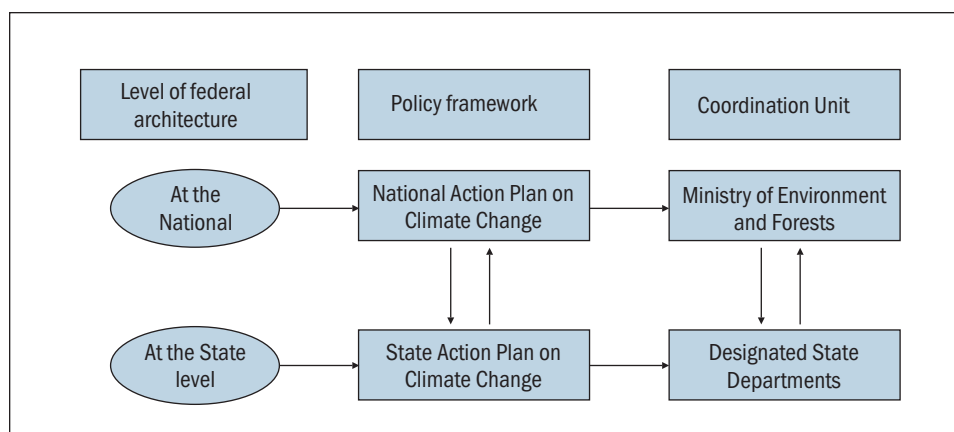 Level of federal
architecture
Policy framework
Coordination Unit
At the
National
National Action Plan on
Climate Change
Ministry of Environment
and Forests
At the State
level
State Action Plan on
Climate Change
Designated State
Departments